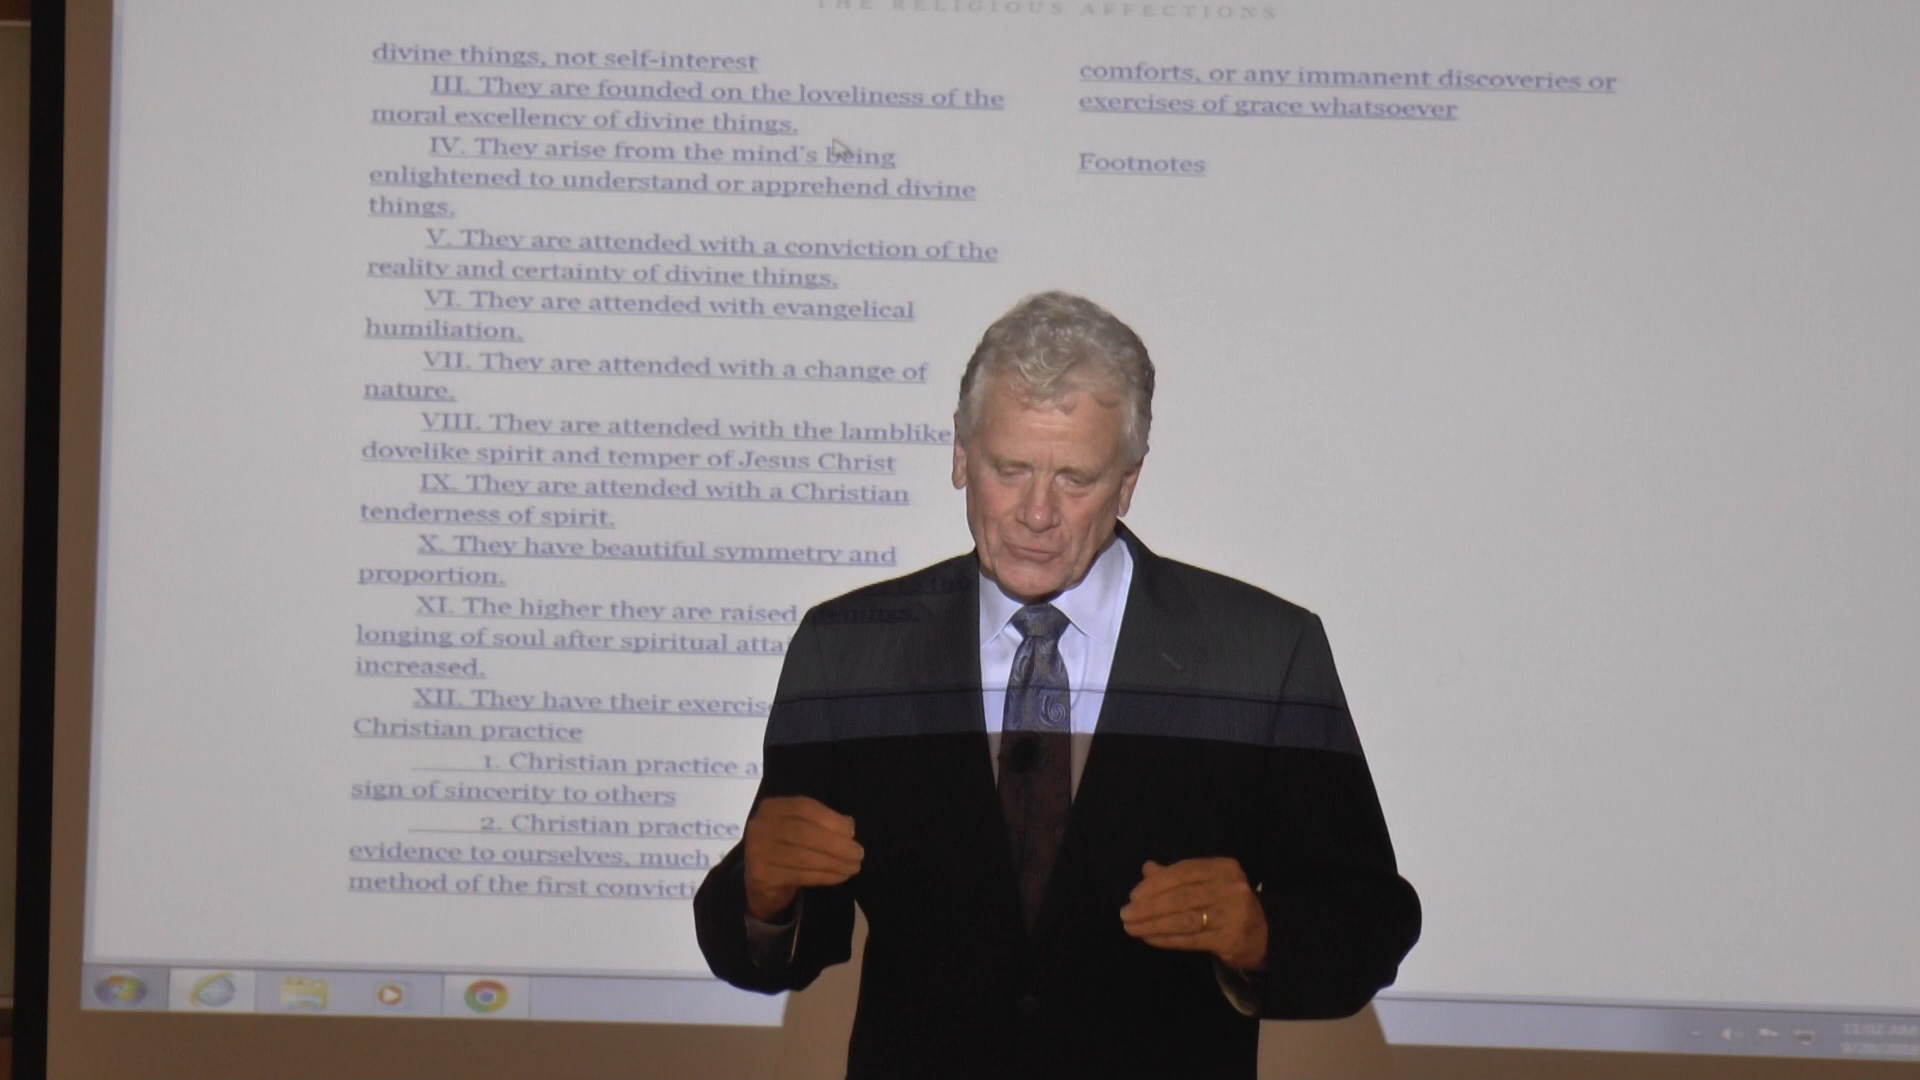 THE RELIGIOUS AFFECTIONS
divine things, not self-interest
III. They are founded on the loveliness of the
moral excellency of divine things.
IV. They arise from the mind's being
enlightened to understand or apprehend divine
things.
V. They are attended with a conviction of the
reality and certainty of divine things.
VI. They are attended with evangelical
humiliation.
VII. They are attended with a change of
nature.
VIII. They are attended with the lamblike
dovelike spirit and temper of Jesus Christ
IX. They are attended with a Christian
tenderness of spirit.
X. They have beautiful symmetry and
proportion.
XI. The higher they are raised
longing of soul after spiritual
increased.
XII. They have their
Christian practice
1. Christian practice
sign of sincerity to others
2. Christian practice
evidence to ourselves, much
method of the first
comforts, or any immanent discoveries or
exercises of grace whatsoever
Footnotes
11:02 AM